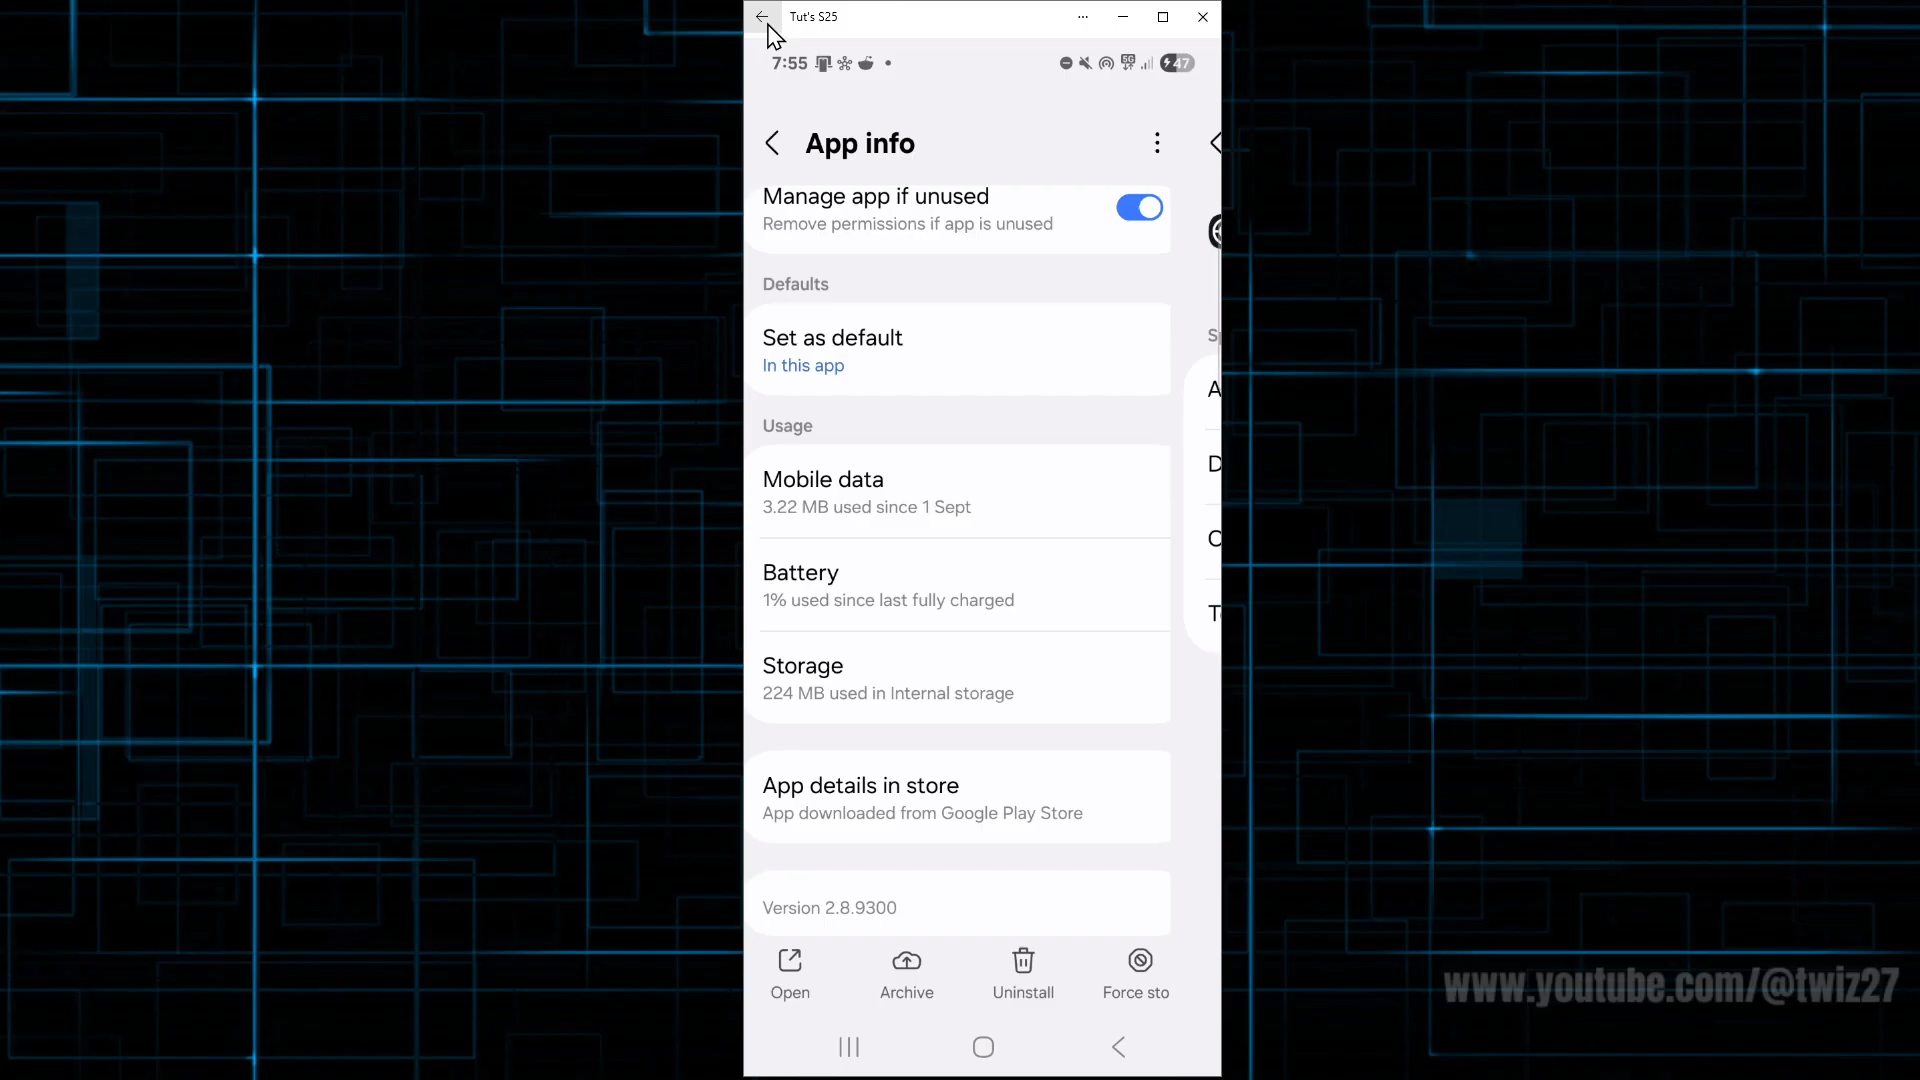 Tut's S25
7:55
5G
47
App info
Manage app if unused
Remove permissions if app is unused
Defaults
Set as default
In this app
Usage
Mobile data
3.22 MB used since 1 Sept
Battery
1% used since last fully charged
Storage
224 MB used in Internal storage
App details in store
App downloaded from Google Play Store
Version 2.8.9300
Open
Archive
Uninstall
Force sto
A
D
www.youtube.com/@twiz27